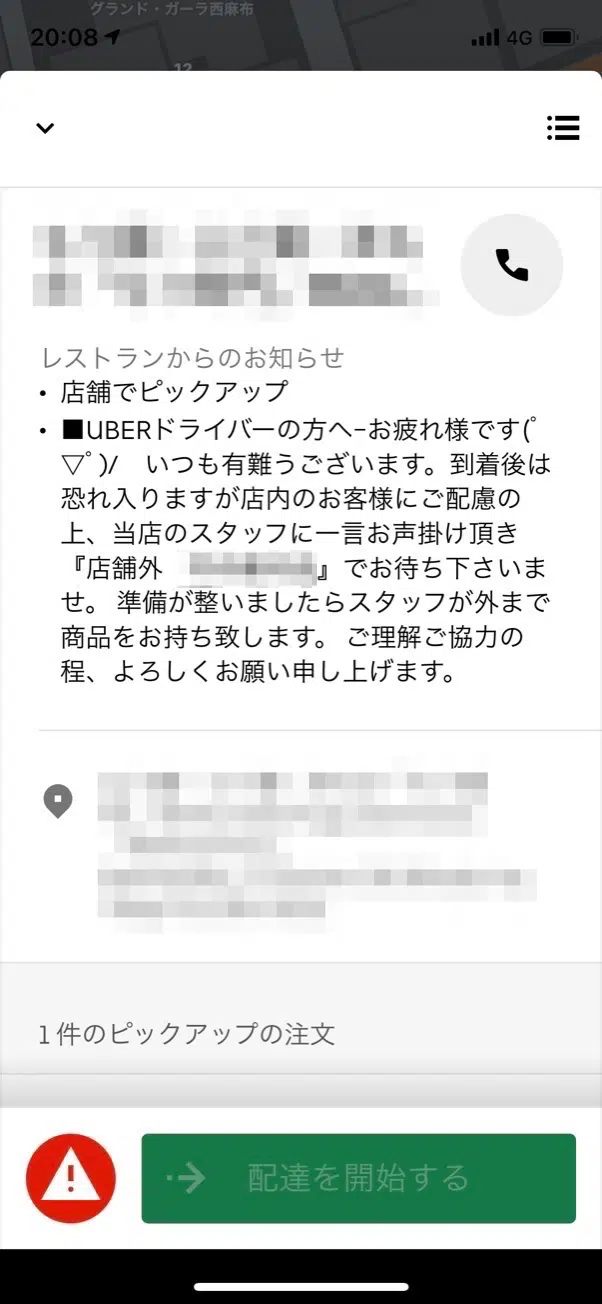 グランド・ガーラ西麻布
20:08
4G
12
レストランからのお知らせ
• 店舗でピックアップ
• ■UBERドライバーの方へ-お疲れ様です(ﾟ
▽ﾟ)/　いつも有難うございます。到着後は
恐れ入りますが店内のお客様にご配慮の
上、当店のスタッフに一言お声掛け頂き
『店舗外　』でお待ち下さいま
せ。 準備が整いましたらスタッフが外まで
商品をお持ち致します。 ご理解ご協力の
程、よろしくお願い申し上げます。
1 件のピックアップの注文
配達を開始する